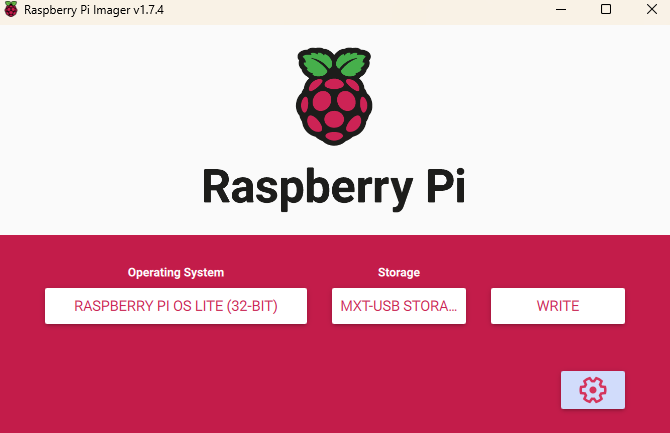 Raspberry Pi Imager v1.7.4
Raspberry Pi
Operating System
Storage
RASPBERRY PI OS LITE (32-BIT)
MXT-USB STORA...
WRITE